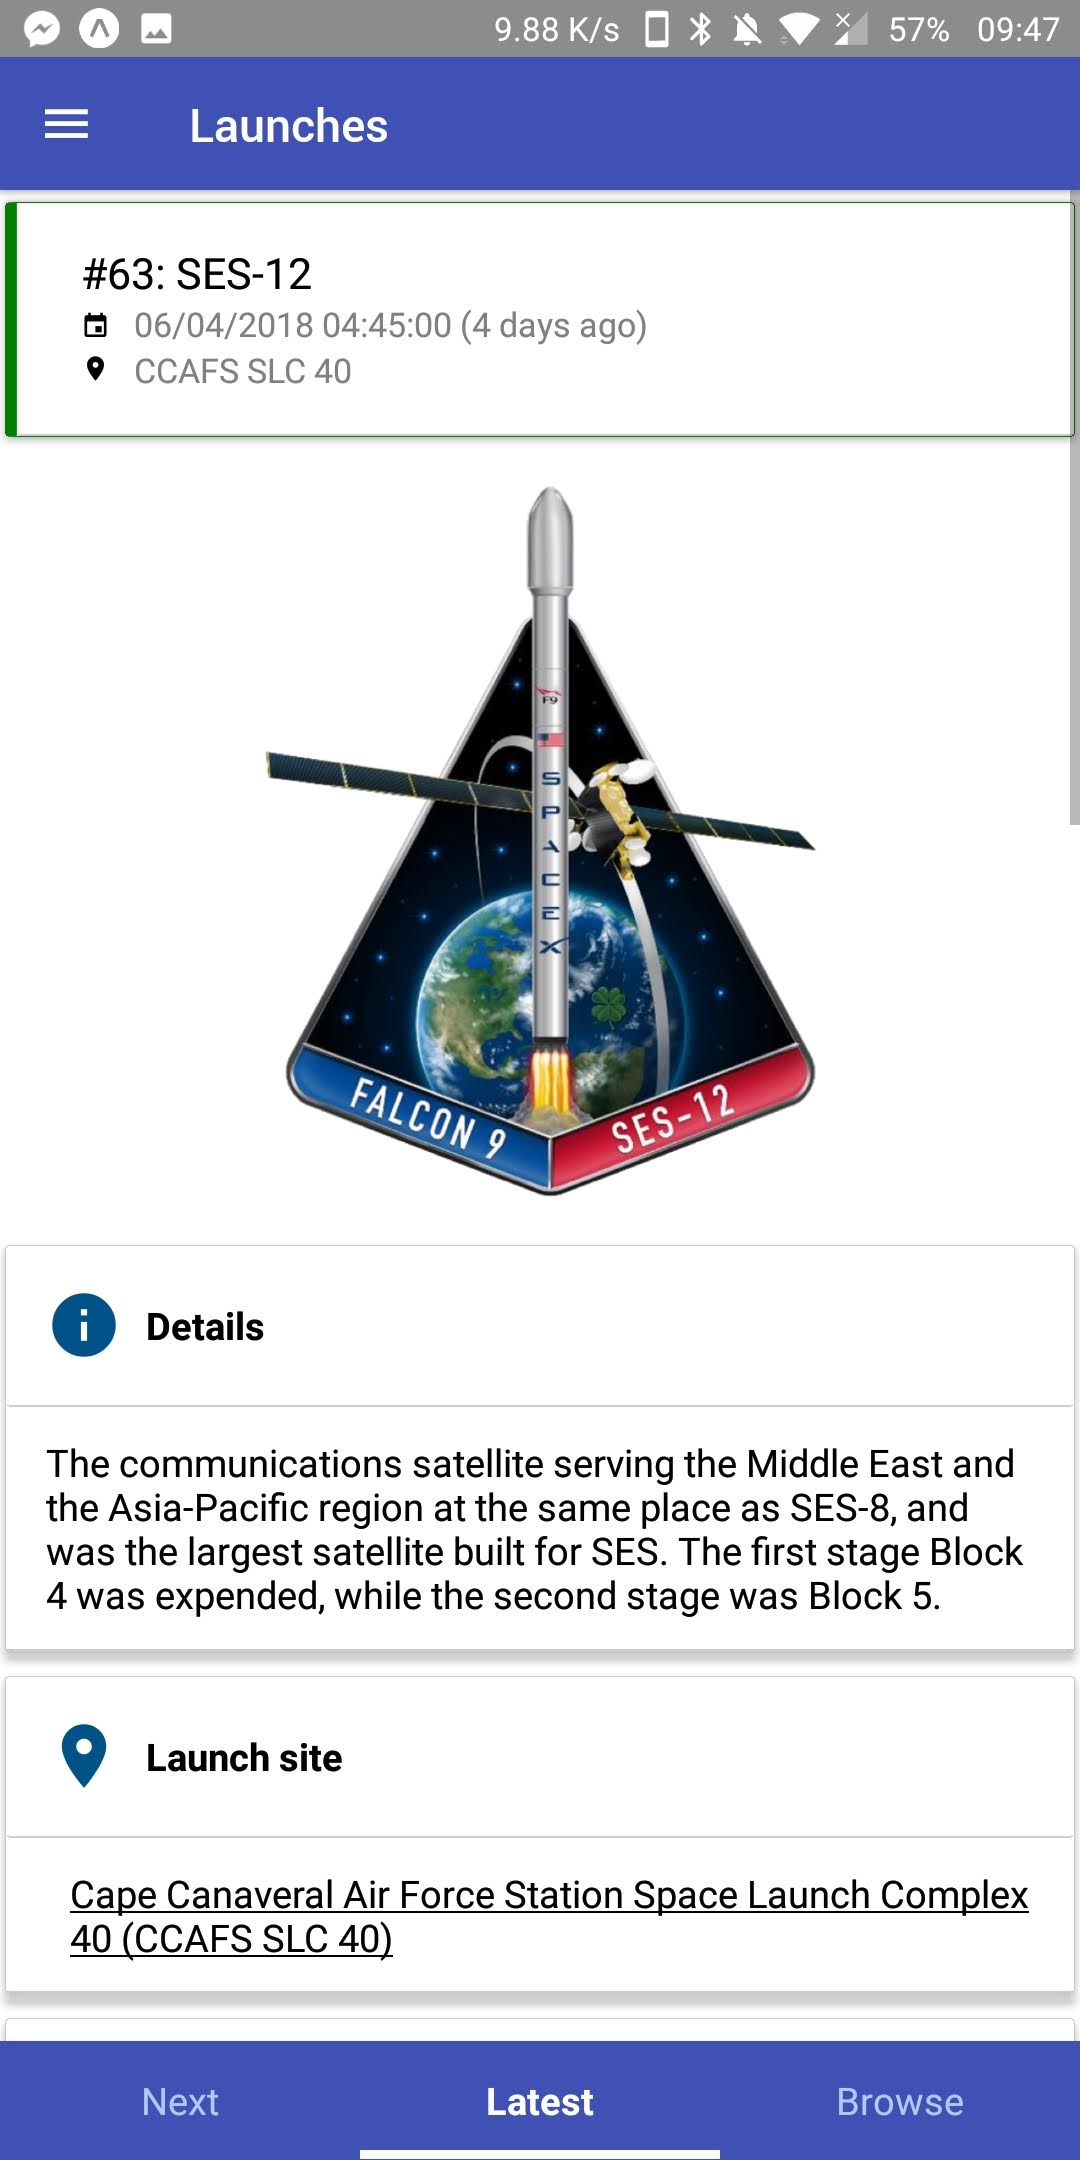 9.88 K/s 57% 09:47
Launches
#63: SES-12
06/04/2018 04:45:00 (4 days ago)
CCAFS SLC 40
F9
SPACEX
FALCON 9
SES-12
Details
The communications satellite serving the Middle East and
the Asia-Pacific region at the same place as SES-8, and
was the largest satellite built for SES. The first stage Block
4 was expended, while the second stage was Block 5.
Launch site
Cape Canaveral Air Force Station Space Launch Complex
40 (CCAFS SLC 40)
Next Latest Browse